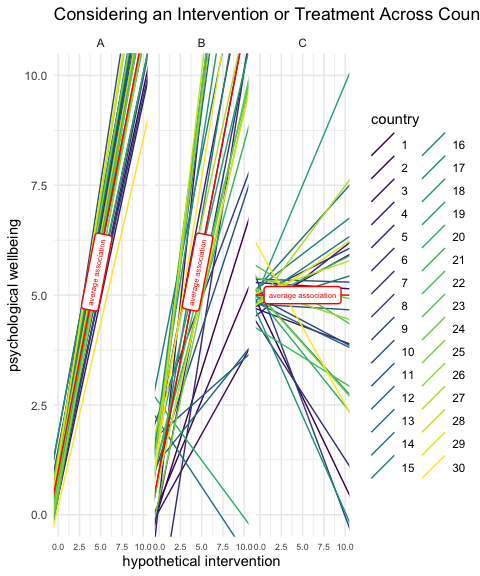 Considering an Intervention or Treatment Across Coun
A
B
C
10.0
7.5
5.0
2.5
0.0
psychological wellbeing
average association
average association
average association
0.0 2.5 5.0 7.5 10.0
0.0 2.5 5.0 7.5 10.0
0.0 2.5 5.0 7.5 10.0
hypothetical intervention
country
1 16
2 17
3 18
4 19
5 20
6 21
7 22
8 23
9 24
10 25
11 26
12 27
13 28
14 29
15 30